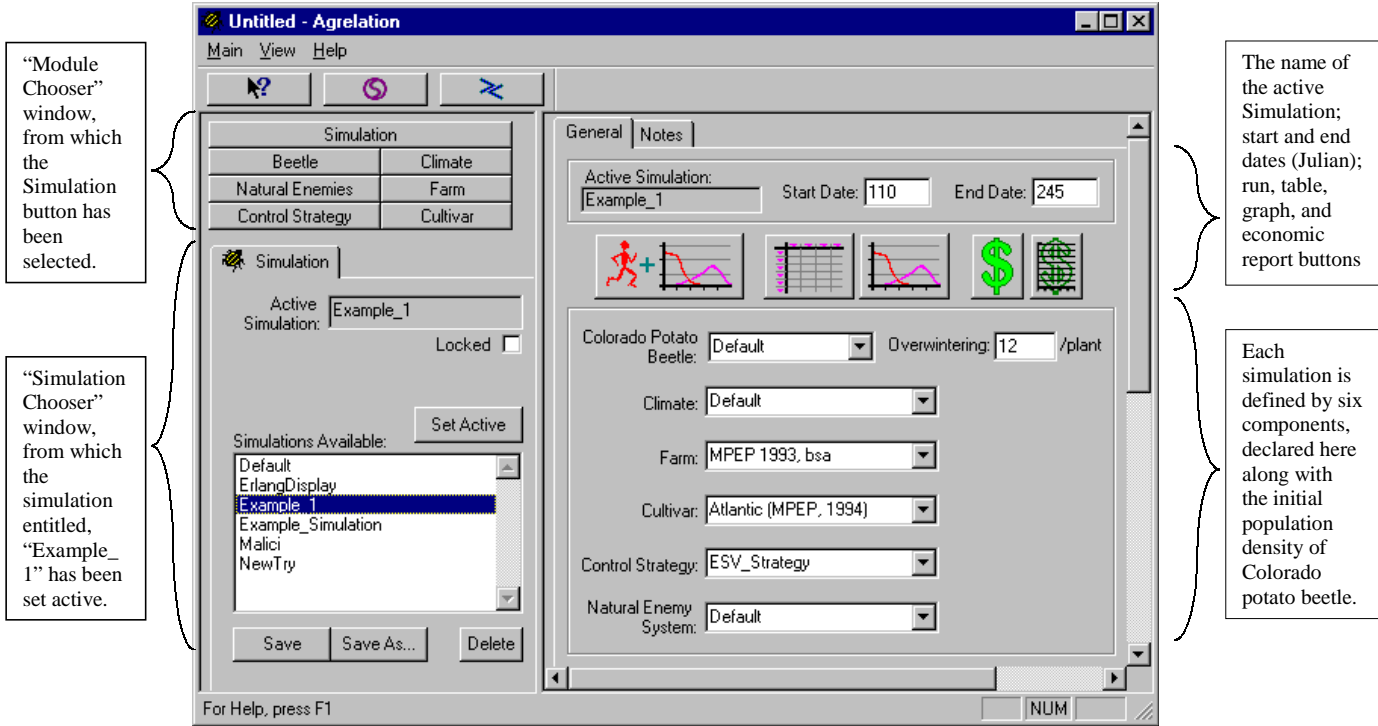 Untitled - Agrelation
Main View Help
“Module
Chooser”
window,
from which
the
Simulation
button has
been
selected.
“Simulation
Chooser”
window,
from which
the
simulation
entitled,
“Example_
1” has been
set active.
Simulation
Beetle Climate
Natural Enemies Farm
Control Strategy Cultivar
Simulation
Active
Simulation: Example_1
Locked
Set Active
Simulations Available:
Default
ErlangDisplay
Example_1
Example_Simulation
Malici
NewTry
Save Save As... Delete
General Notes
Active Simulation:
Example_1
Start Date: 110 End Date: 245
Colorado Potato
Beetle: Default Overwintering: 12 /plant
Climate: Default
Farm: MPEP 1993, bsa
Cultivar: Atlantic (MPEP, 1994)
Control Strategy: ESV_Strategy
Natural Enemy
System: Default
For Help, press F1 NUM
The name of
the active
Simulation;
start and end
dates (Julian);
run, table,
graph, and
economic
report buttons
Each
simulation is
defined by six
components,
declared here
along with
the initial
population
density of
Colorado
potato beetle.